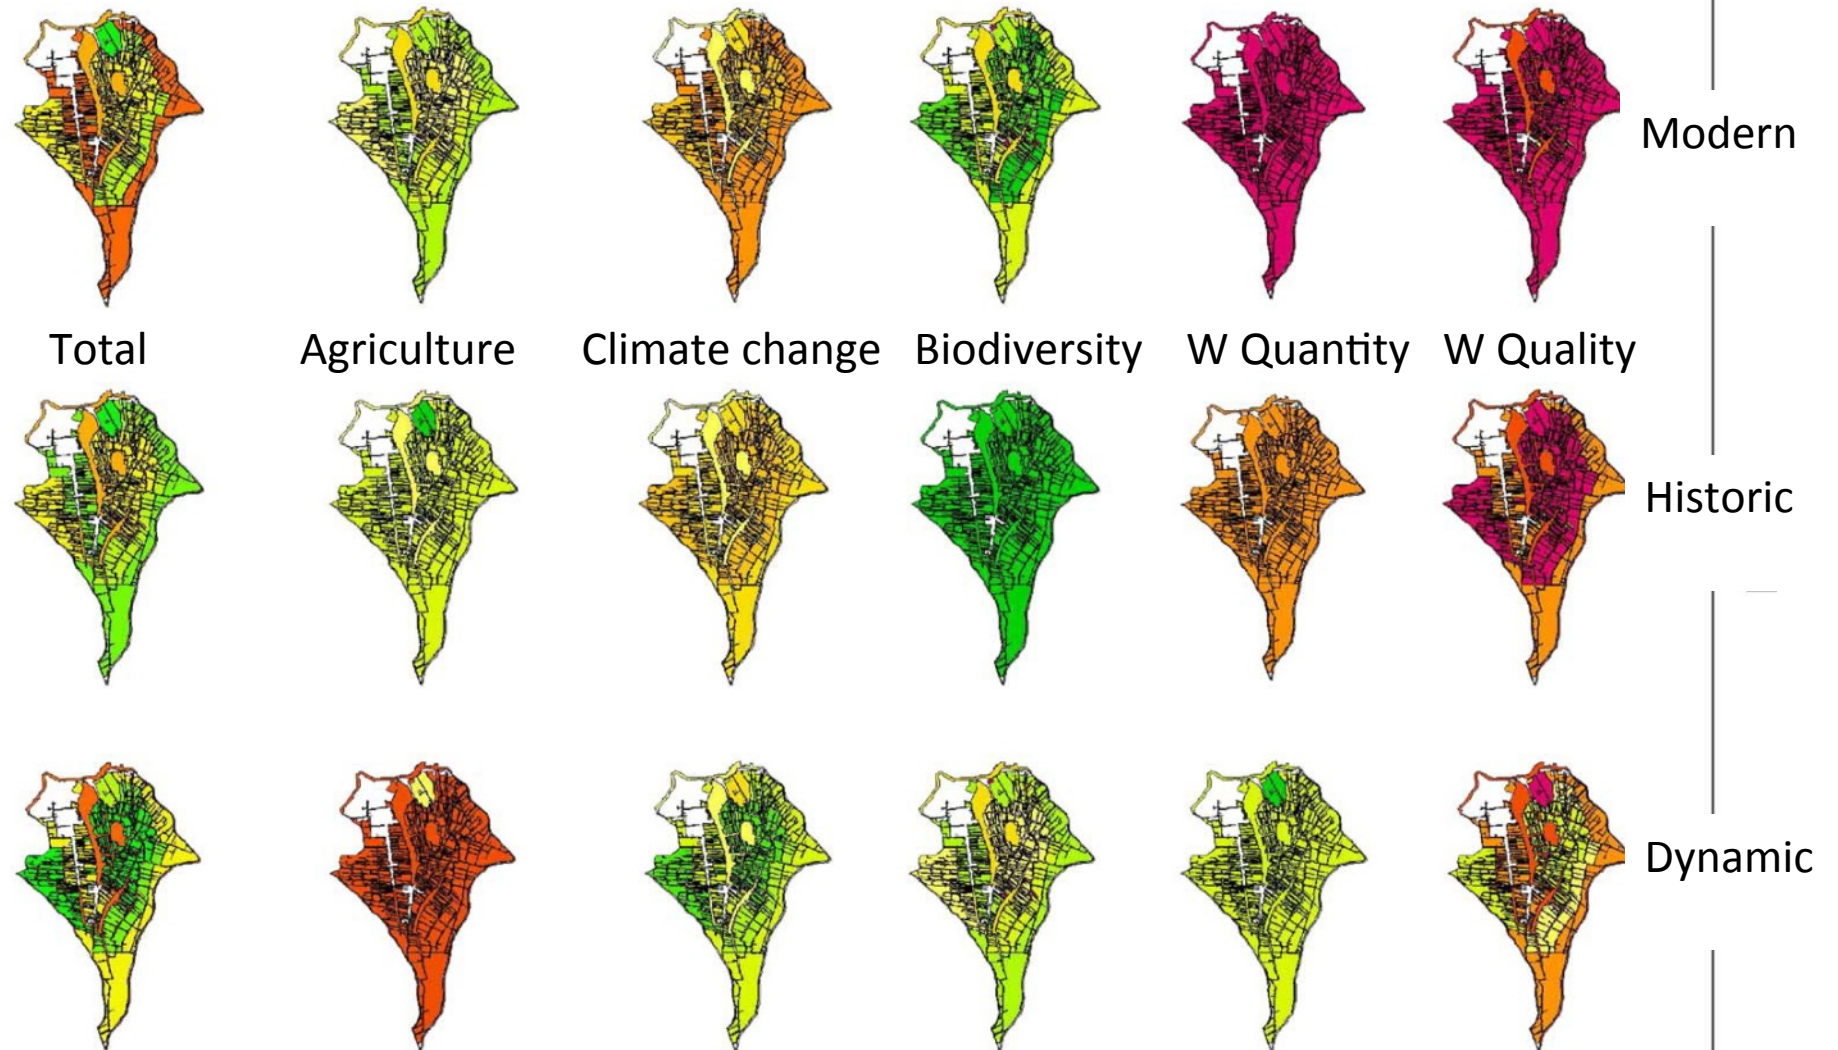 Modern
Total Agriculture Climate change Biodiversity W Quantity W Quality
Historic
Dynamic